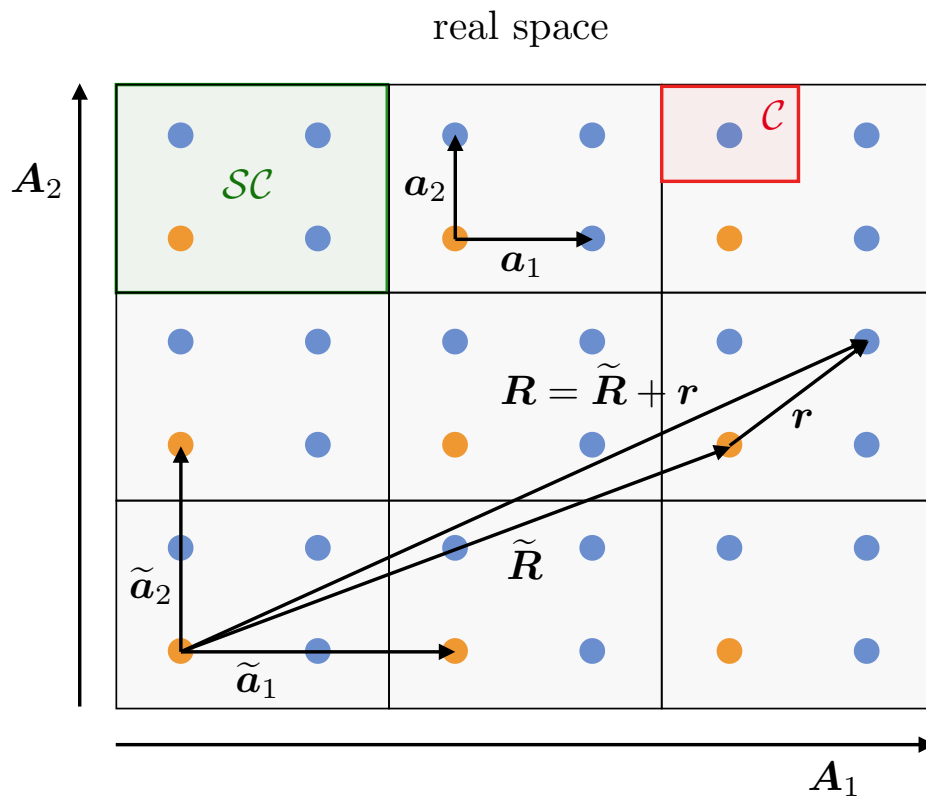 real space
𝒞
𝑨₂
𝒮𝒞
𝒂₂
𝒂₁
𝑹 = 𝑹̃ + 𝒓
𝒓
𝑹̃
𝒂̃₂
𝒂̃₁
𝑨₁